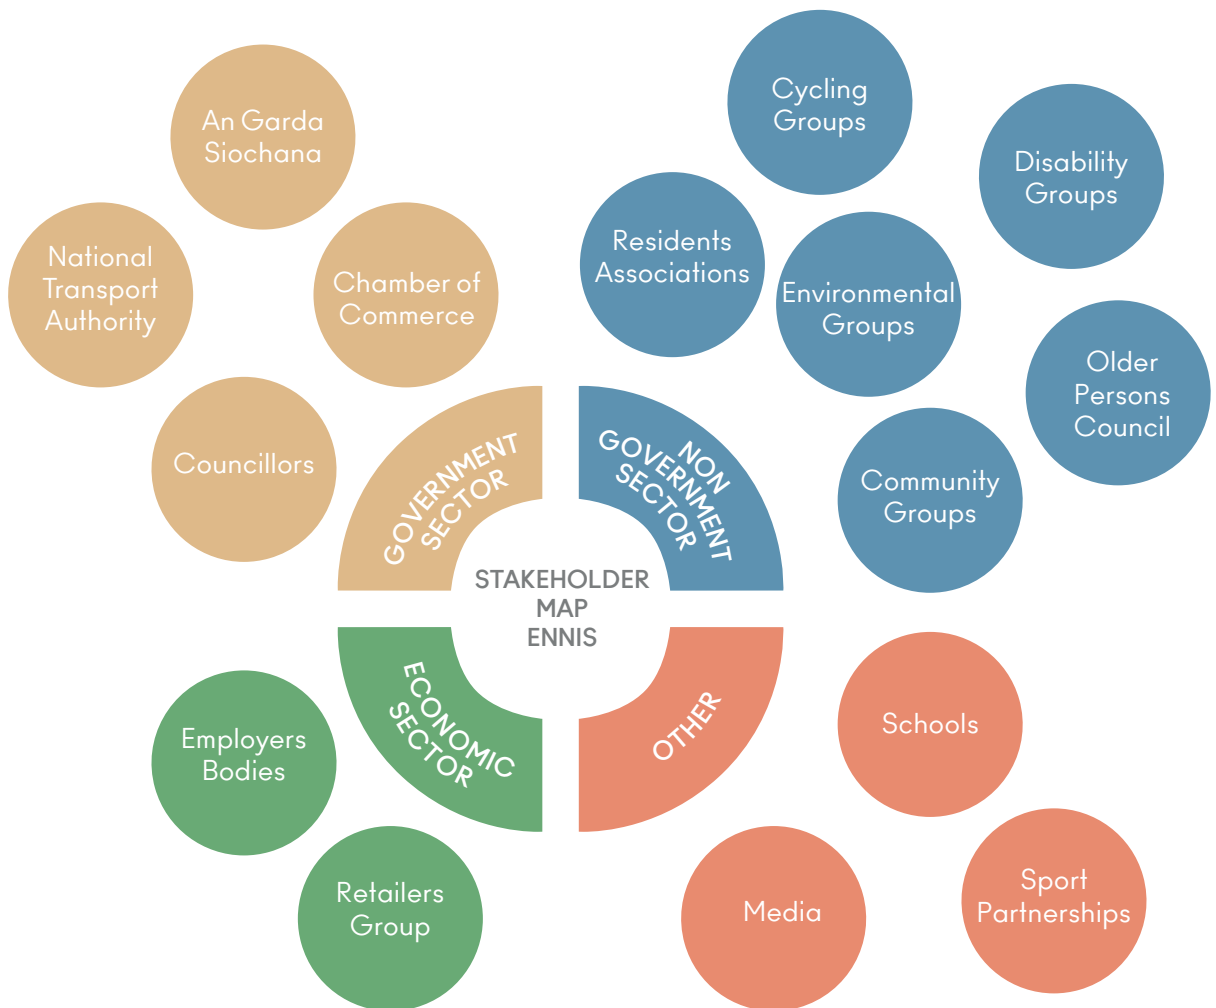 An Garda
Siochana
National
Transport
Authority
Chamber of
Commerce
Councillors
GOVERNMENT
SECTOR
Cycling
Groups
Disability
Groups
Residents
Associations
Environmental
Groups
Older
Persons
Council
Community
Groups
NON
GOVERNMENT
SECTOR
STAKEHOLDER
MAP
ENNIS
ECONOMIC
SECTOR
Employers
Bodies
Retailers
Group
OTHER
Schools
Sport
Partnerships
Media